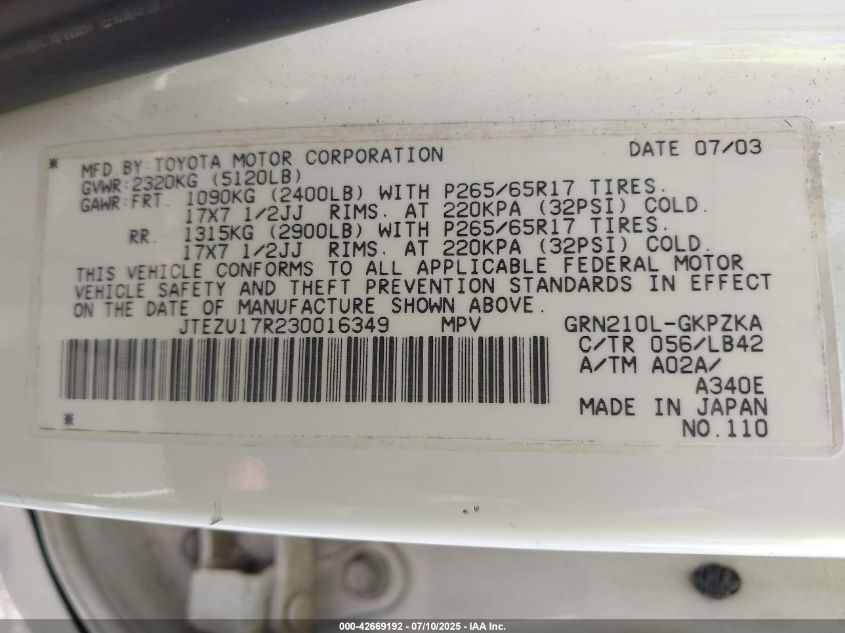 * MFD.BY:TOYOTA MOTOR CORPORATION DATE 07/03
GVWR:2320KG (5120LB)
GAWR:FRT. 1090KG (2400LB) WITH P265/65R17 TIRES.
17X7 1/2JJ RIMS. AT 220KPA (32PSI) COLD.
RR. 1315KG (2900LB) WITH P265/65R17 TIRES.
17X7 1/2JJ RIMS. AT 220KPA (32PSI) COLD.
THIS VEHICLE CONFORMS TO ALL APPLICABLE FEDERAL MOTOR
VEHICLE SAFETY AND THEFT PREVENTION STANDARDS IN EFFECT
ON THE DATE OF MANUFACTURE SHOWN ABOVE.
JTEZU17R230016349 MPV GRN210L-GKPZKA
C/TR 056/LB42
A/TM A02A/
A340E
* MADE IN JAPAN
NO.110
000-42669192 - 07/10/2025 - IAA Inc.